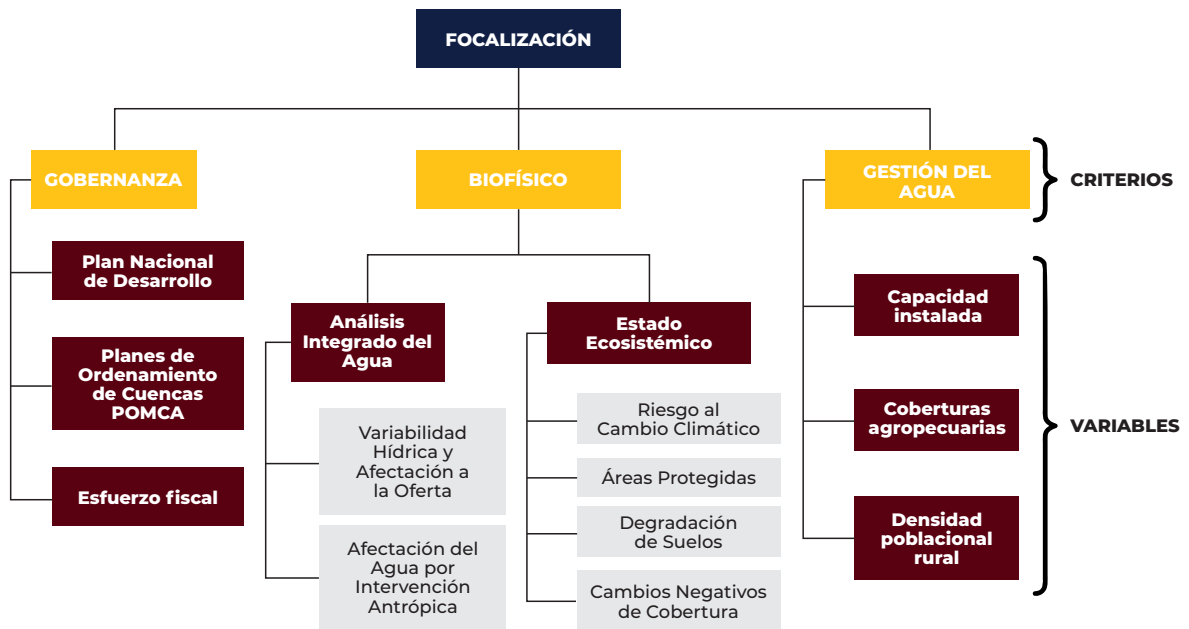 FOCALIZACIÓN
GOBERNANZA
BIOFÍSICO
GESTIÓN DEL
AGUA
CRITERIOS
Plan Nacional
de Desarrollo
Planes de
Ordenamiento
de Cuencas
POMCA
Esfuerzo fiscal
Análisis
Integrado del
Agua
Variabilidad
Hídrica y
Afectación a
la Oferta
Afectación del
Agua por
Intervención
Antrópica
Estado
Ecosistémico
Riesgo al
Cambio Climático
Áreas Protegidas
Degradación
de Suelos
Cambios Negativos
de Cobertura
Capacidad
instalada
Coberturas
agropecuarias
Densidad
poblacional
rural
VARIABLES